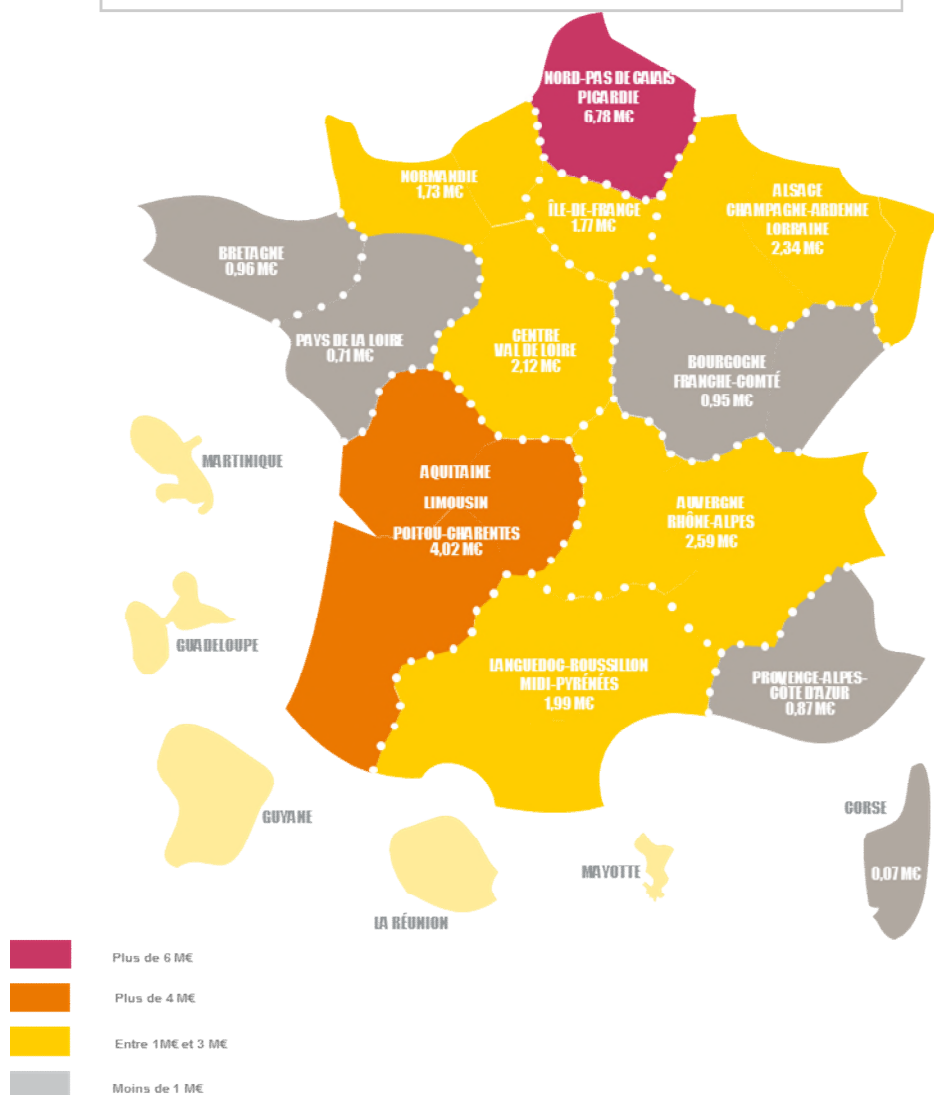 NORD-PAS DE CALAIS
PICARDIE
6,78 M€
NORMANDIE
1,73 M€
ÎLE-DE-FRANCE
1.77 M€
ALSACE
CHAMPAGNE-ARDENNE
LORRAINE
2,34 M€
BRETAGNE
0,96 M€
PAYS DE LA LOIRE
0,71 M€
CENTRE
VAL DE LOIRE
2,12 M€
BOURGOGNE
FRANCHE-COMTÉ
0,95 M€
MARTINIQUE
AQUITAINE
LIMOUSIN
POITOU-CHARENTES
4,02 M€
AUVERGNE
RHÔNE-ALPES
2,59 M€
GUADELOUPE
LANGUEDOC-ROUSSILLON
MIDI-PYRÉNÉES
1,99 M€
PROVENCE-ALPES-
CÔTE D'AZUR
0,87 M€
GUYANE
CORSE
0,07 M€
MAYOTTE
LA RÉUNION
Plus de 6 M€
Plus de 4 M€
Entre 1M€ et 3 M€
Moins de 1 M€